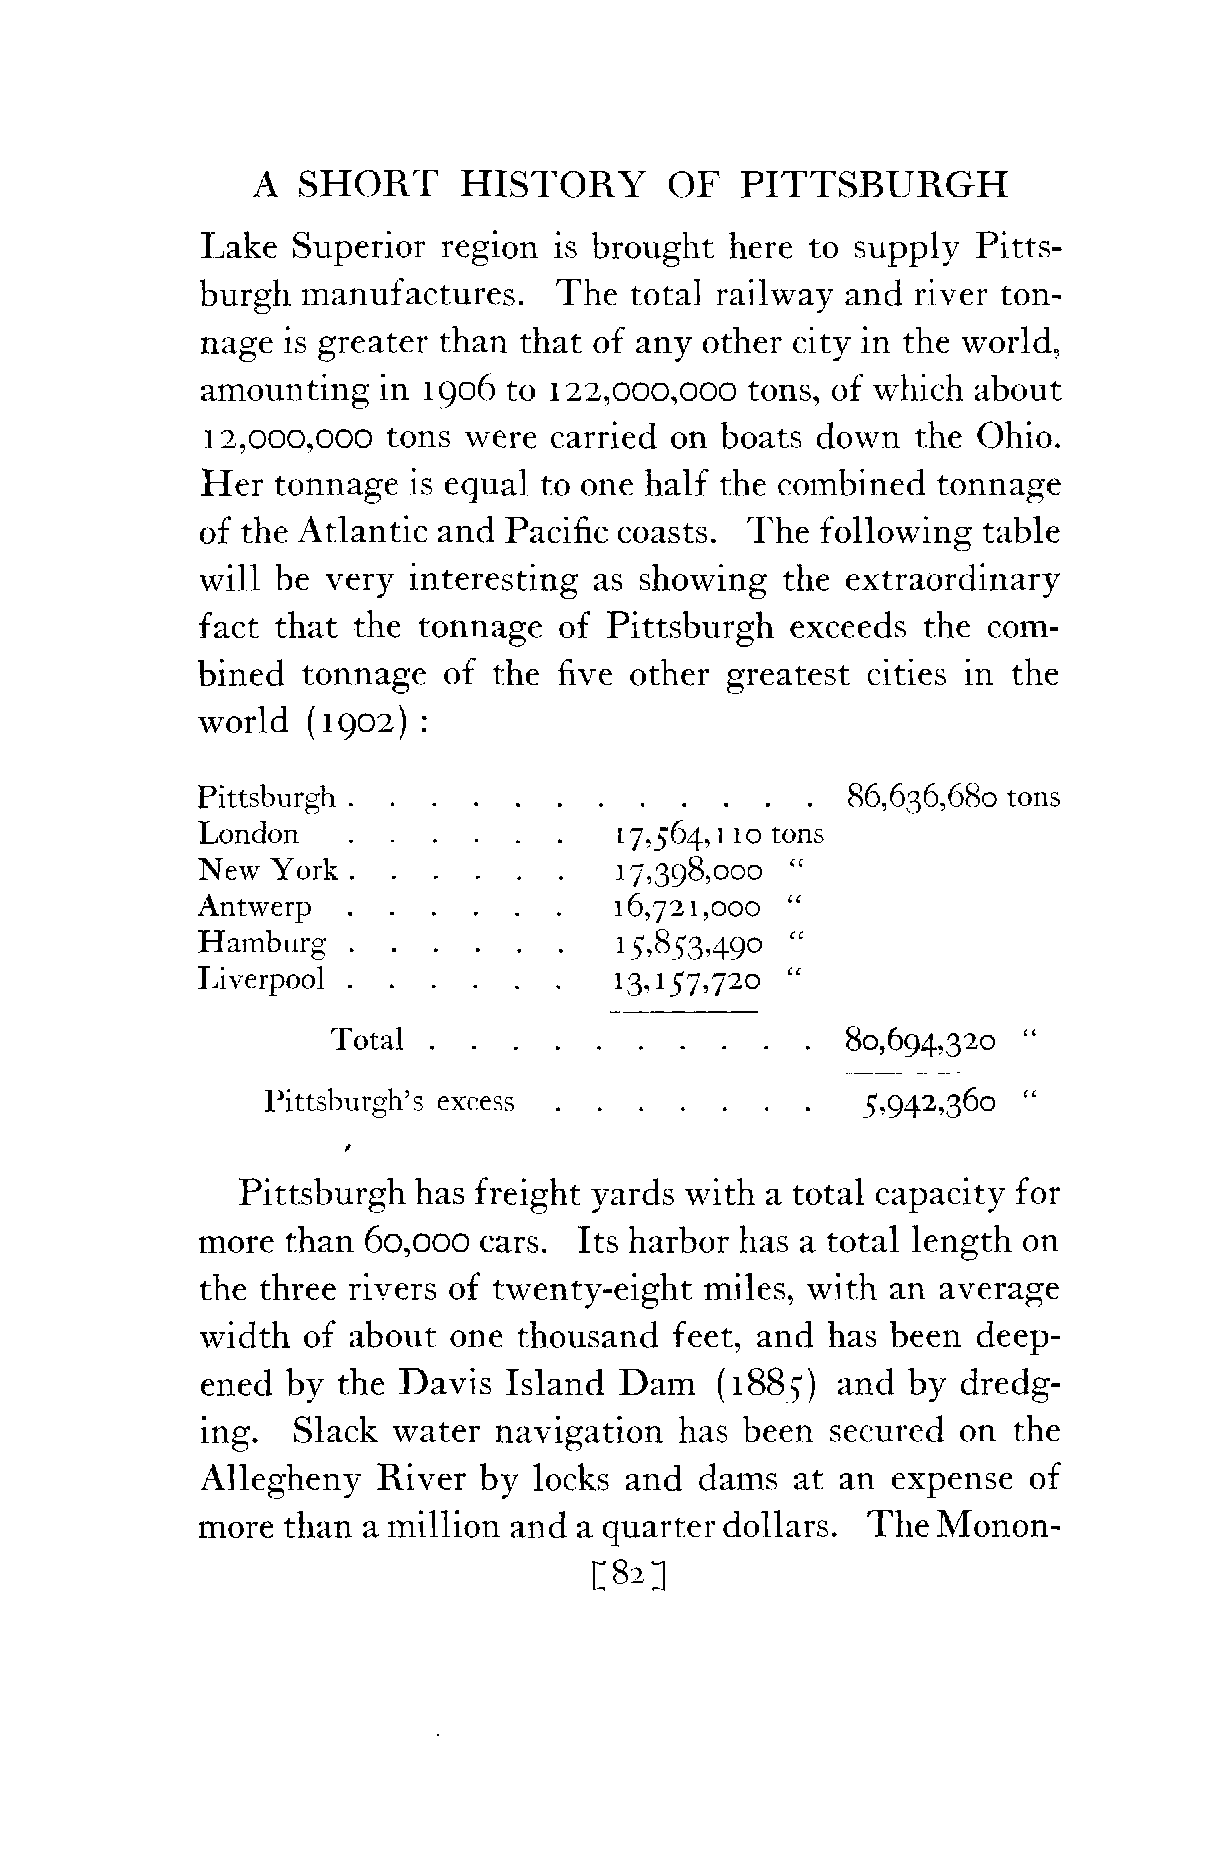 A SHORT HISTORY OF PITTSBURGH
Lake Superior region is brought here to supply Pitts-
burgh manufactures. The total railway and river ton-
nage is greater than that of any other city in the world,
amounting in 1906 to 122,000,000 tons, of which about
12,000,000 tons were carried on boats down the Ohio.
Her tonnage is equal to one half the combined tonnage
of the Atlantic and Pacific coasts. The following table
will be very interesting as showing the extraordinary
fact that the tonnage of Pittsburgh exceeds the com-
bined tonnage of the five other greatest cities in the
world (1902) :
Pittsburgh . . . . . . . . . . . . 86,636,680 tons
London . . . . . . 17,564,110 tons
New York . . . . . . 17,398,000 "
Antwerp . . . . . . 16,721,000 "
Hamburg . . . . . . 15,853,490 "
Liverpool . . . . . . 13,157,720 "
Total . . . . . . . . . . 80,694,320 "
Pittsburgh's excess . . . . . . . 5,942,360 "
Pittsburgh has freight yards with a total capacity for
more than 60,000 cars. Its harbor has a total length on
the three rivers of twenty-eight miles, with an average
width of about one thousand feet, and has been deep-
ened by the Davis Island Dam (1885) and by dredg-
ing. Slack water navigation has been secured on the
Allegheny River by locks and dams at an expense of
more than a million and a quarter dollars. The Monon-
[82]